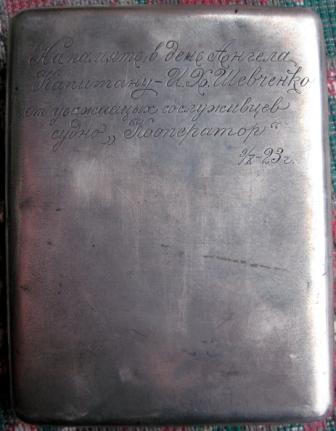 На память в день Ангела
Капитану - И.Х. Шевченко
от уважающих сослуживцев
судно „Кооператор“
9/X-23 г.